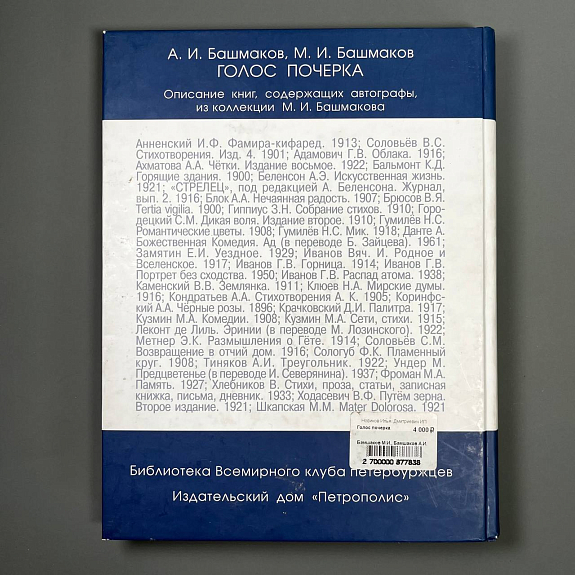 А. И. Башмаков, М. И. Башмаков
ГОЛОС ПОЧЕРКА
Описание книг, содержащих автографы,
из коллекции М. И. Башмакова
Анненский И.Ф. Фамира-кифаред. 1913; Соловьёв В.С.
Стихотворения. Изд. 4. 1901; Адамович Г.В. Облака. 1916;
Ахматова А.А. Чётки. Издание восьмое. 1922; Бальмонт К.Д.
Горящие здания. 1900; Беленсон А.Э. Искусственная жизнь.
1921; «СТРЕЛЕЦ», под редакцией А. Беленсона. Журнал,
вып. 2. 1916; Блок А.А. Нечаянная радость. 1907; Брюсов В.Я.
Tertia vigilia. 1900; Гиппиус З.Н. Собрание стихов. 1910; Горо-
децкий С.М. Дикая воля. Издание второе. 1910; Гумилёв Н.С.
Романтические цветы. 1908; Гумилёв Н.С. Мик. 1918; Данте А.
Божественная Комедия. Ад (в переводе Б. Зайцева). 1961;
Замятин Е.И. Уездное. 1929; Иванов Вяч. И. Родное и
Вселенское. 1917; Иванов Г.В. Горница. 1914; Иванов Г.В.
Портрет без сходства. 1950; Иванов Г.В. Распад атома. 1938;
Каменский В.В. Землянка. 1911; Клюев Н.А. Мирские думы.
1916; Кондратьев А.А. Стихотворения А. К. 1905; Коринфс-
кий А.А. Чёрные розы. 1896; Крачковский Д.И. Палитра. 1917;
Кузмин М.А. Комедии. 1908; Кузмин М.А. Сети, стихи. 1915;
Леконт де Лиль. Эринии (в переводе М. Лозинского). 1922;
Метнер Э.К. Размышления о Гёте. 1914; Соловьев С.М.
Возвращение в отчий дом. 1916; Сологуб Ф.К. Пламенный
круг. 1908; Тиняков А.И. Треугольник. 1922; Ундер М.
Предцветенье (в переводе И. Северянина). 1937; Фроман М.А.
Память. 1927; Хлебников В. Стихи, проза, статьи, записная
книжка, письма, дневник. 1933; Ходасевич В.Ф. Путём зерна.
Второе издание. 1921; Шкапская М.М. Mater Dolorosa. 1921
Новиков Илья Дмитриевич ИП
Голос почерка 4 000 ₽
Башмаков М.И., Башмаков А.И.
2 700000 877838
Библиотека Всемирного клуба петербуржцев
Издательский дом «Петрополис»